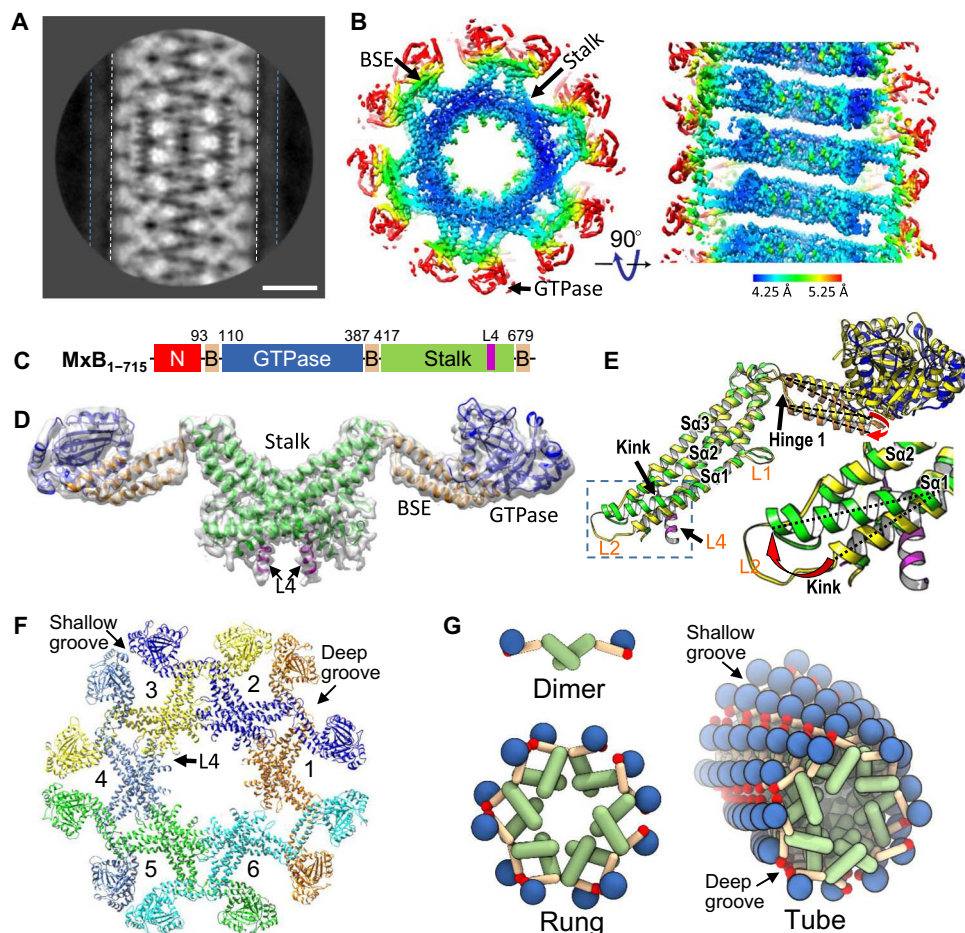 A
B
BSE
Stalk
GTPase
90°
4.25 Å 5.25 Å
C
93 110 387 417 L4 679
MxB1–715 N B GTPase B Stalk B
D
Stalk
BSE
GTPase
L4
E
Sα3
Hinge 1
Kink
Sα2
Sα1
L1
L2
L4
Sα2
Sα1
L2
Kink
F
Shallow
groove
Deep
groove
3 2
L4
4 1
5 6
G
Dimer
Rung
Shallow
groove
Deep
groove
Tube